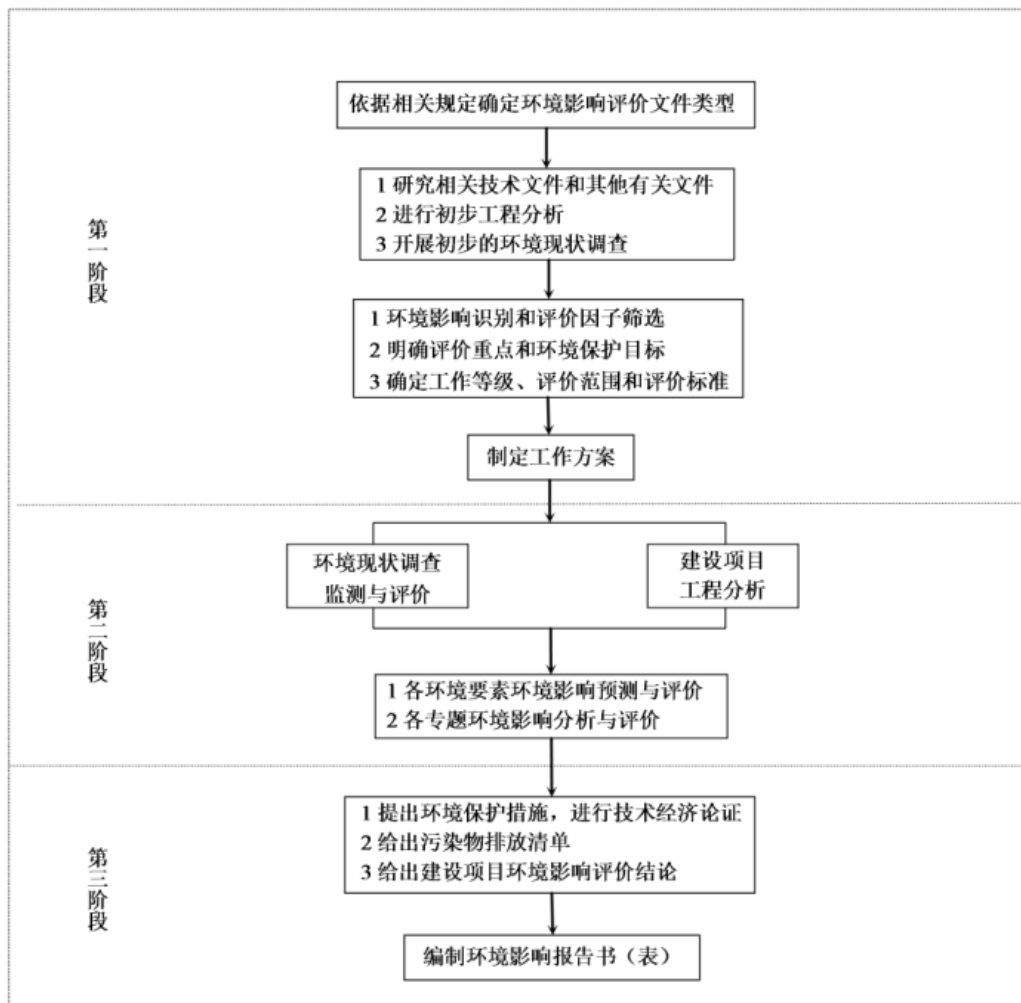 依据相关规定确定环境影响评价文件类型
1 研究相关技术文件和其他有关文件
2 进行初步工程分析
3 开展初步的环境现状调查
第一阶段
1 环境影响识别和评价因子筛选
2 明确评价重点和环境保护目标
3 确定工作等级、评价范围和评价标准
制定工作方案
环境现状调查
监测与评价
建设项目
工程分析
第二阶段
1 各环境要素环境影响预测与评价
2 各专题环境影响分析与评价
1 提出环境保护措施，进行技术经济论证
2 给出污染物排放清单
3 给出建设项目环境影响评价结论
第三阶段
编制环境影响报告书（表）